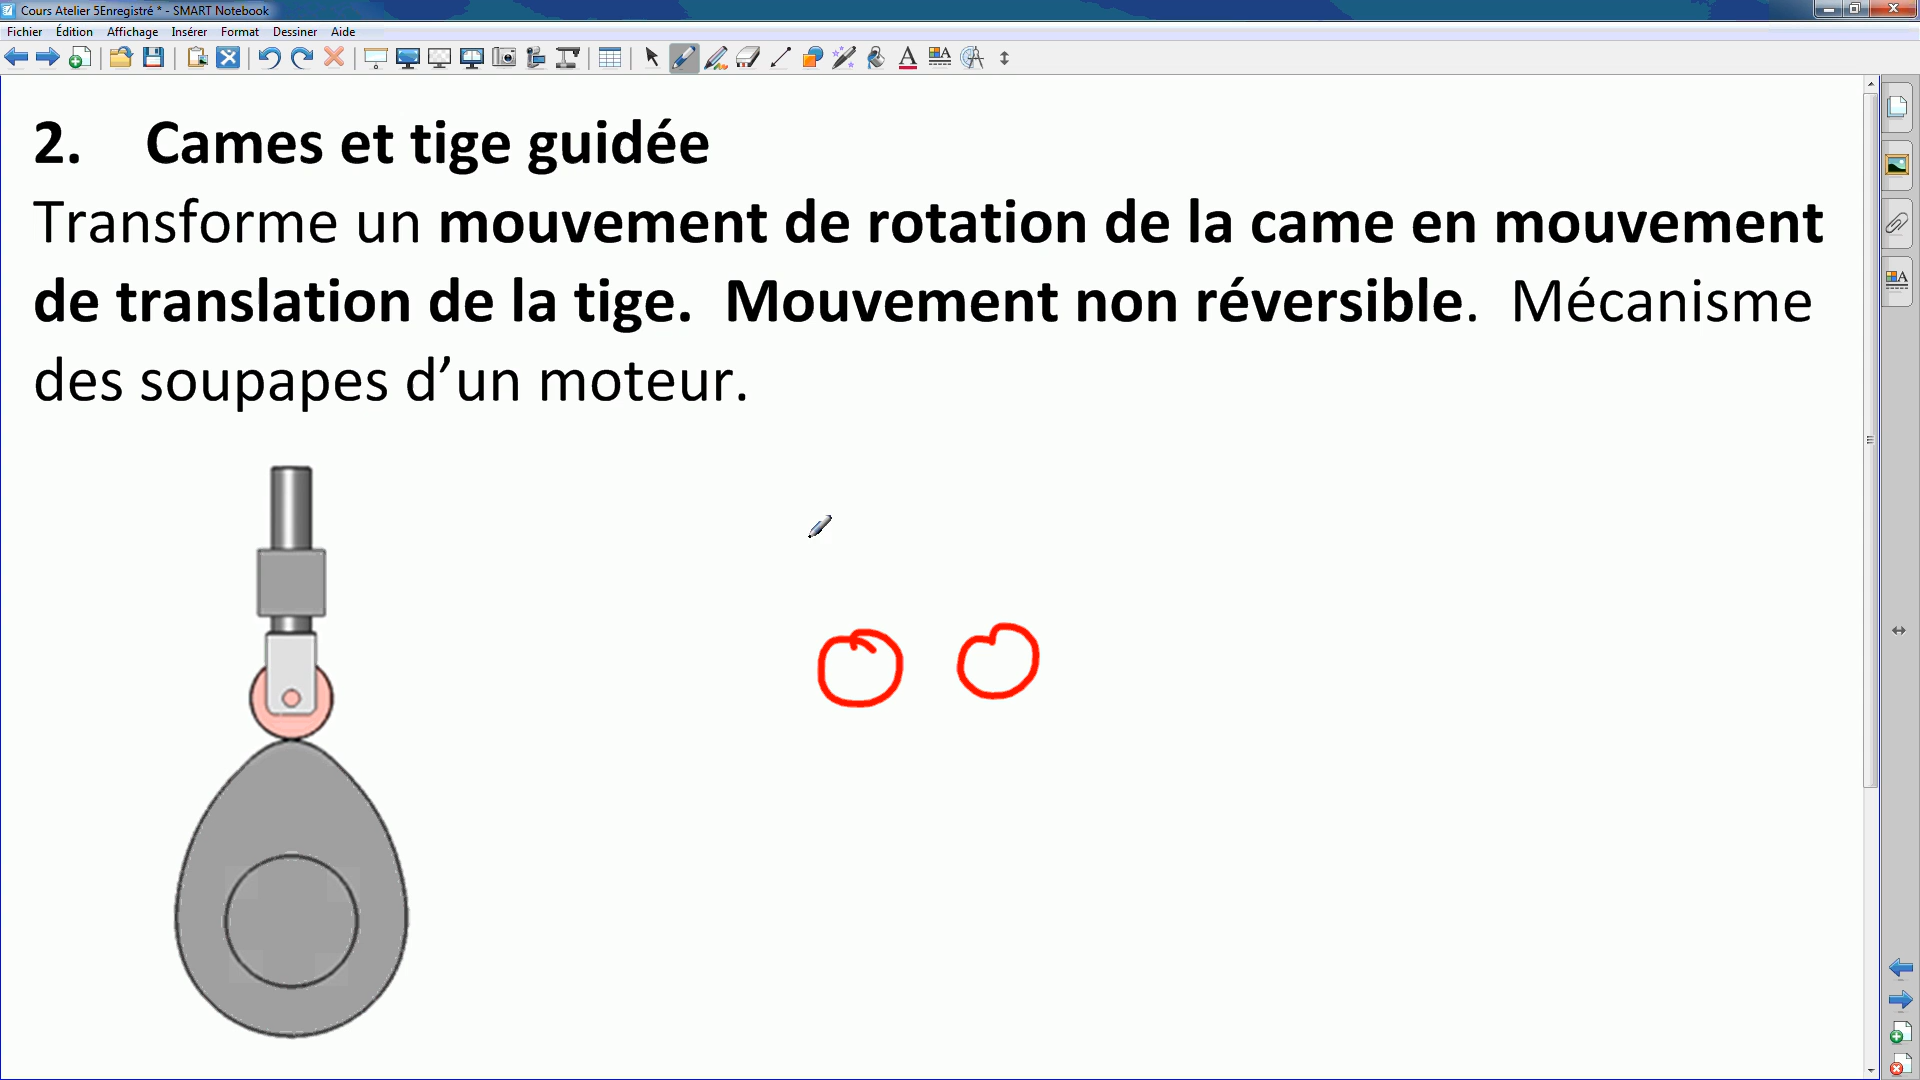 Cours Atelier 5Enregistré * - SMART Notebook
Fichier Édition Affichage Insérer Format Dessiner Aide
2. Cames et tige guidée
Transforme un mouvement de rotation de la came en mouvement
de translation de la tige. Mouvement non réversible. Mécanisme
des soupapes d’un moteur.